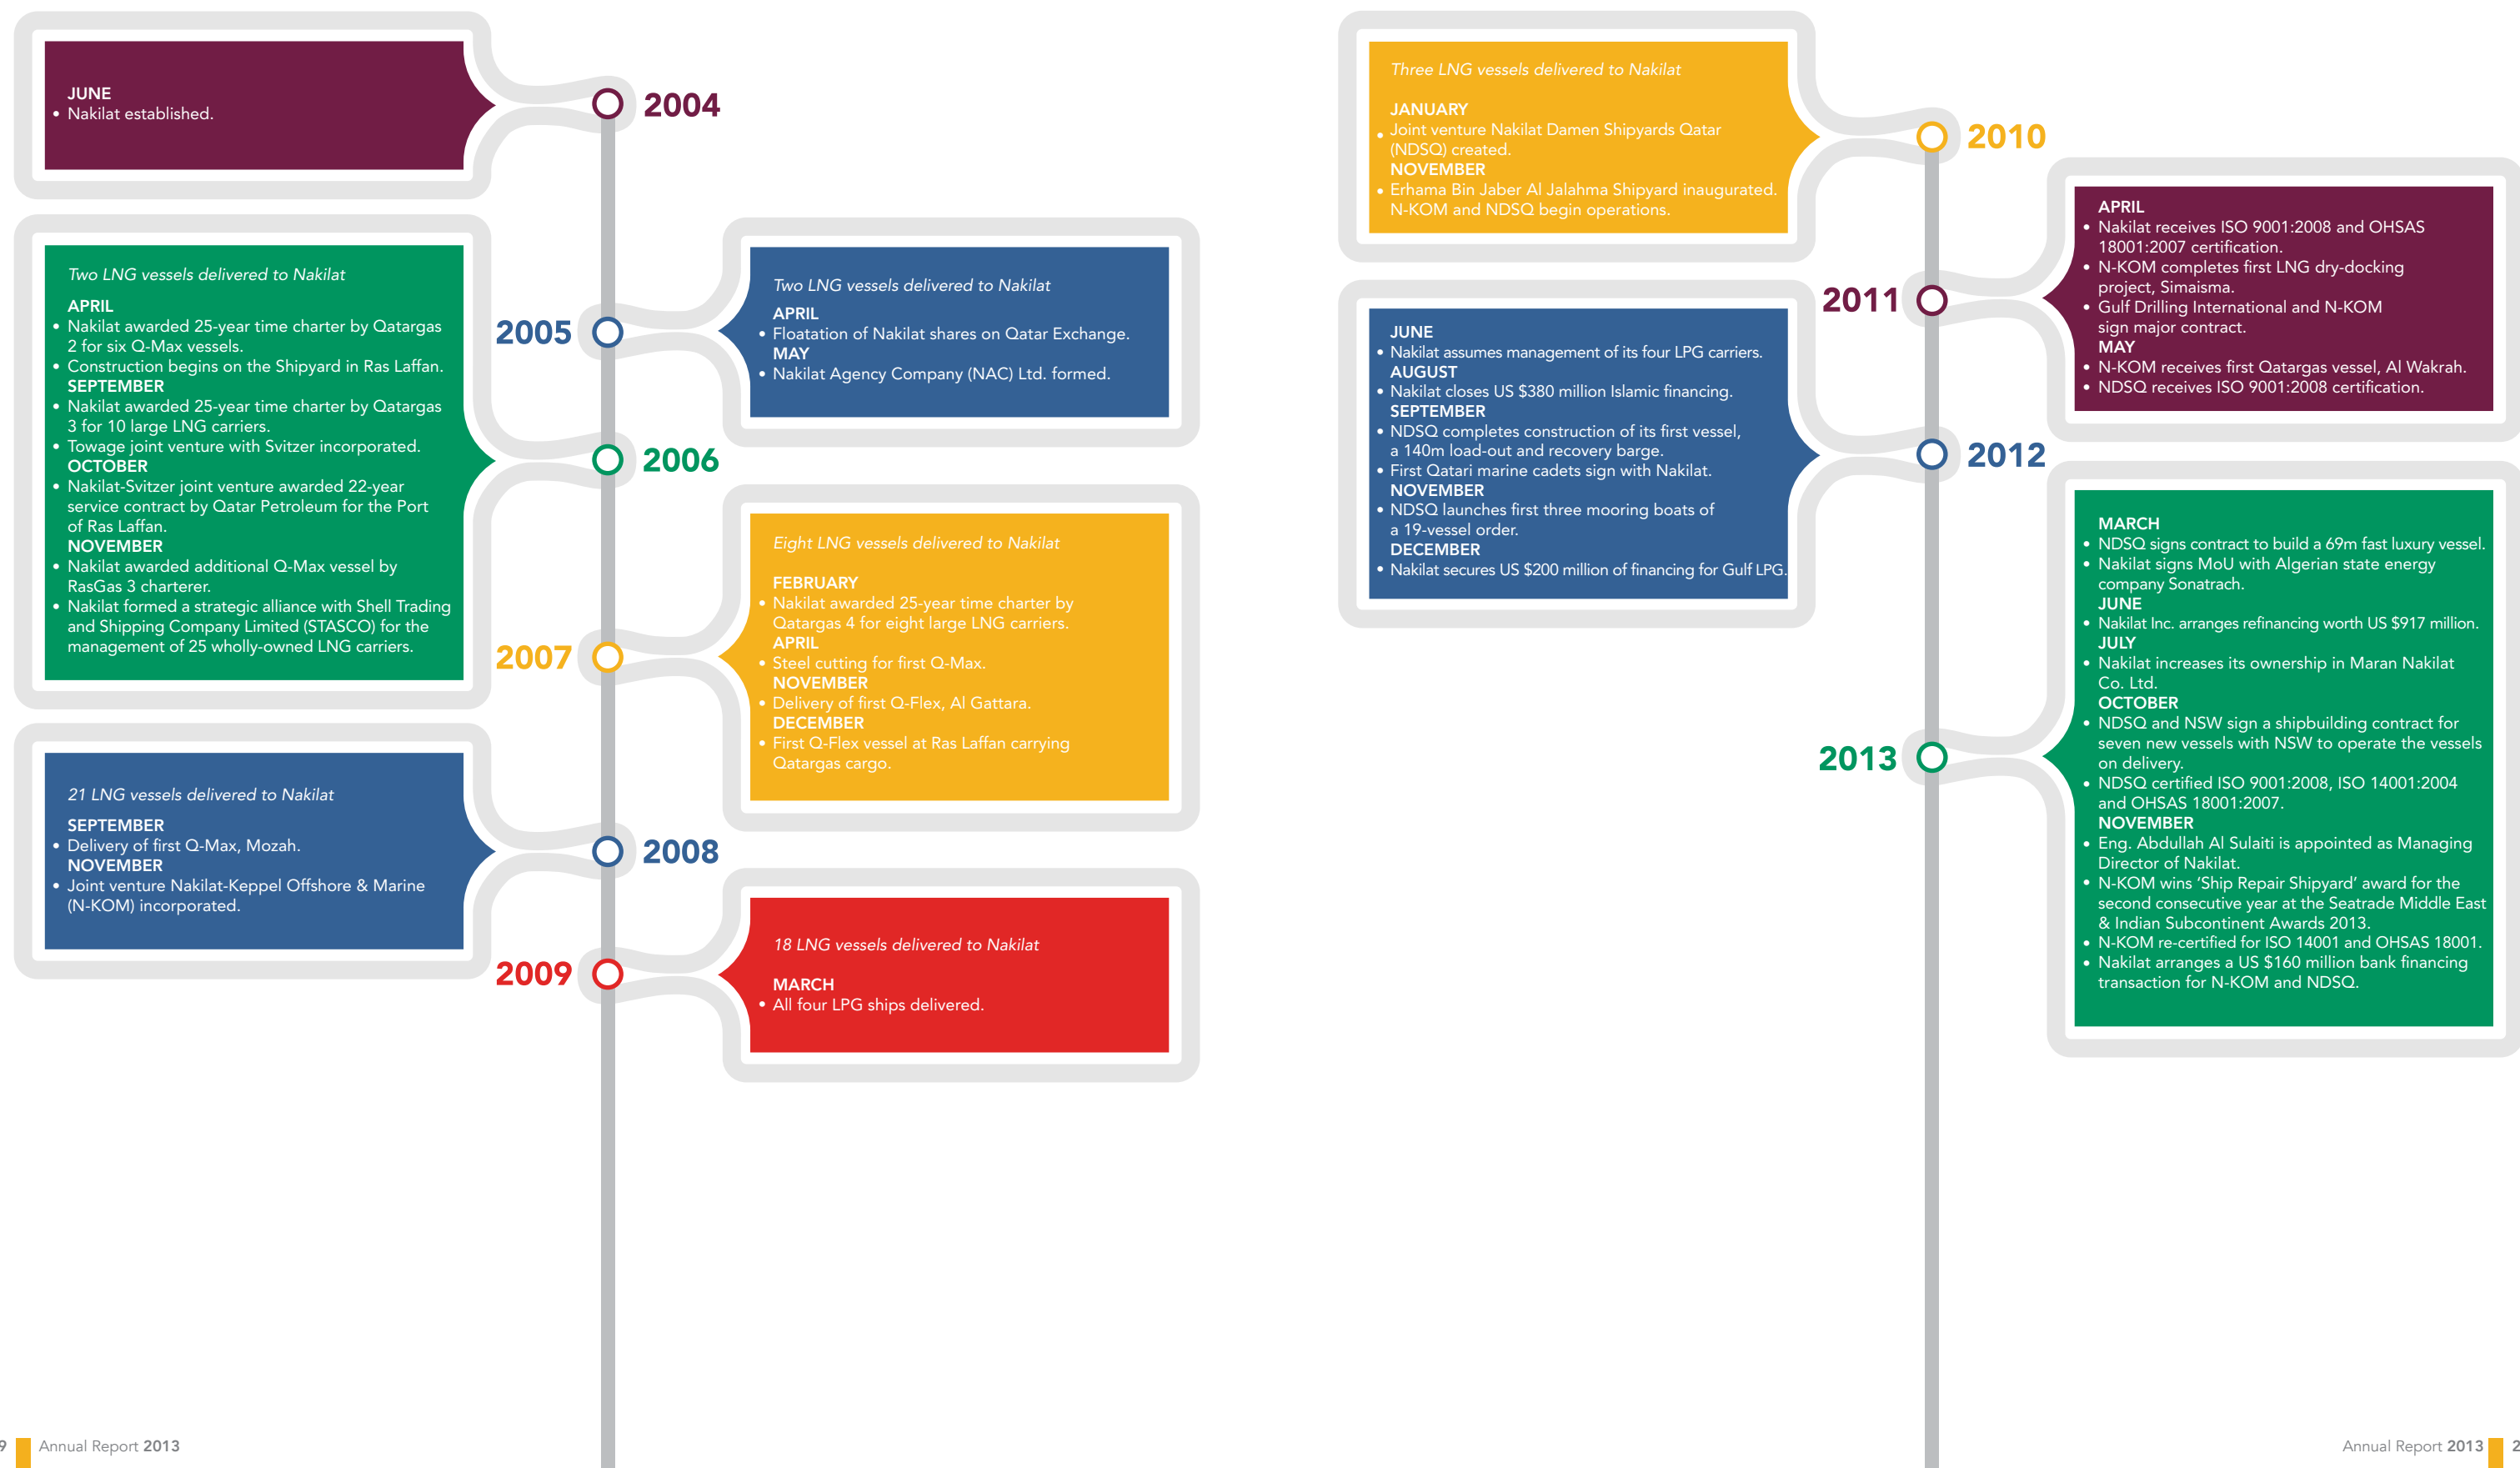 JUNE
• Nakilat established.
2004
Two LNG vessels delivered to Nakilat
APRIL
• Floatation of Nakilat shares on Qatar Exchange.
MAY
• Nakilat Agency Company (NAC) Ltd. formed.
2005
Two LNG vessels delivered to Nakilat
APRIL
• Nakilat awarded 25-year time charter by Qatargas
2 for six Q-Max vessels.
• Construction begins on the Shipyard in Ras Laffan.
SEPTEMBER
• Nakilat awarded 25-year time charter by Qatargas
3 for 10 large LNG carriers.
• Towage joint venture with Svitzer incorporated.
OCTOBER
• Nakilat-Svitzer joint venture awarded 22-year
service contract by Qatar Petroleum for the Port
of Ras Laffan.
NOVEMBER
• Nakilat awarded additional Q-Max vessel by
RasGas 3 charterer.
• Nakilat formed a strategic alliance with Shell Trading
and Shipping Company Limited (STASCO) for the
management of 25 wholly-owned LNG carriers.
2006
Eight LNG vessels delivered to Nakilat
FEBRUARY
• Nakilat awarded 25-year time charter by
Qatargas 4 for eight large LNG carriers.
APRIL
• Steel cutting for first Q-Max.
NOVEMBER
• Delivery of first Q-Flex, Al Gattara.
DECEMBER
• First Q-Flex vessel at Ras Laffan carrying
Qatargas cargo.
2007
21 LNG vessels delivered to Nakilat
SEPTEMBER
• Delivery of first Q-Max, Mozah.
NOVEMBER
• Joint venture Nakilat-Keppel Offshore & Marine
(N-KOM) incorporated.
2008
18 LNG vessels delivered to Nakilat
MARCH
• All four LPG ships delivered.
2009
Three LNG vessels delivered to Nakilat
JANUARY
• Joint venture Nakilat Damen Shipyards Qatar
(NDSQ) created.
NOVEMBER
• Erhama Bin Jaber Al Jalahma Shipyard inaugurated.
N-KOM and NDSQ begin operations.
2010
APRIL
• Nakilat receives ISO 9001:2008 and OHSAS
18001:2007 certification.
• N-KOM completes first LNG dry-docking
project, Simaisma.
• Gulf Drilling International and N-KOM
sign major contract.
MAY
• N-KOM receives first Qatargas vessel, Al Wakrah.
• NDSQ receives ISO 9001:2008 certification.
2011
JUNE
• Nakilat assumes management of its four LPG carriers.
AUGUST
• Nakilat closes US $380 million Islamic financing.
SEPTEMBER
• NDSQ completes construction of its first vessel,
a 140m load-out and recovery barge.
• First Qatari marine cadets sign with Nakilat.
NOVEMBER
• NDSQ launches first three mooring boats of
a 19-vessel order.
DECEMBER
• Nakilat secures US $200 million of financing for Gulf LPG.
2012
MARCH
• NDSQ signs contract to build a 69m fast luxury vessel.
• Nakilat signs MoU with Algerian state energy
company Sonatrach.
JUNE
• Nakilat Inc. arranges refinancing worth US $917 million.
JULY
• Nakilat increases its ownership in Maran Nakilat
Co. Ltd.
OCTOBER
• NDSQ and NSW sign a shipbuilding contract for
seven new vessels with NSW to operate the vessels
on delivery.
• NDSQ certified ISO 9001:2008, ISO 14001:2004
and OHSAS 18001:2007.
NOVEMBER
• Eng. Abdullah Al Sulaiti is appointed as Managing
Director of Nakilat.
• N-KOM wins ‘Ship Repair Shipyard’ award for the
second consecutive year at the Seatrade Middle East
& Indian Subcontinent Awards 2013.
• N-KOM re-certified for ISO 14001 and OHSAS 18001.
• Nakilat arranges a US $160 million bank financing
transaction for N-KOM and NDSQ.
2013
9 Annual Report 2013
Annual Report 2013 2